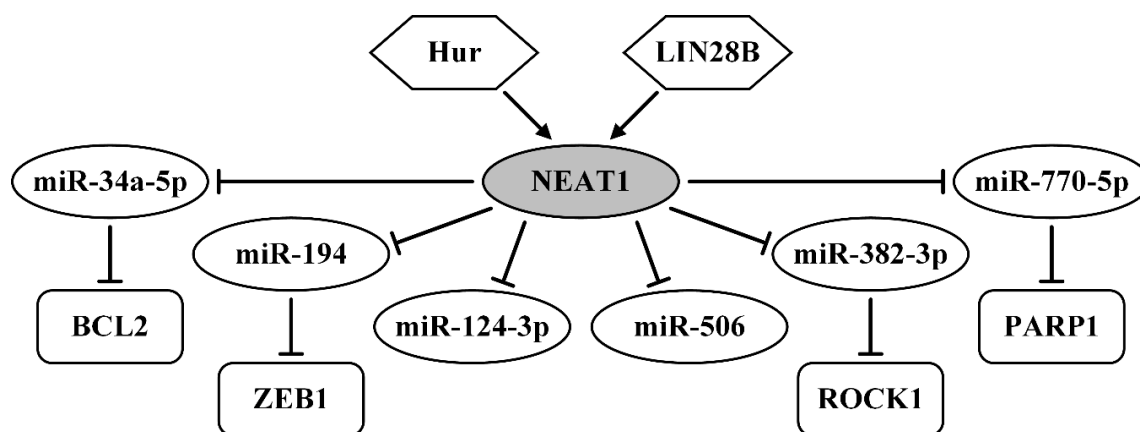 Hur
LIN28B
miR-34a-5p
NEAT1
miR-770-5p
miR-194
miR-382-3p
BCL2
miR-124-3p
miR-506
PARP1
ZEB1
ROCK1